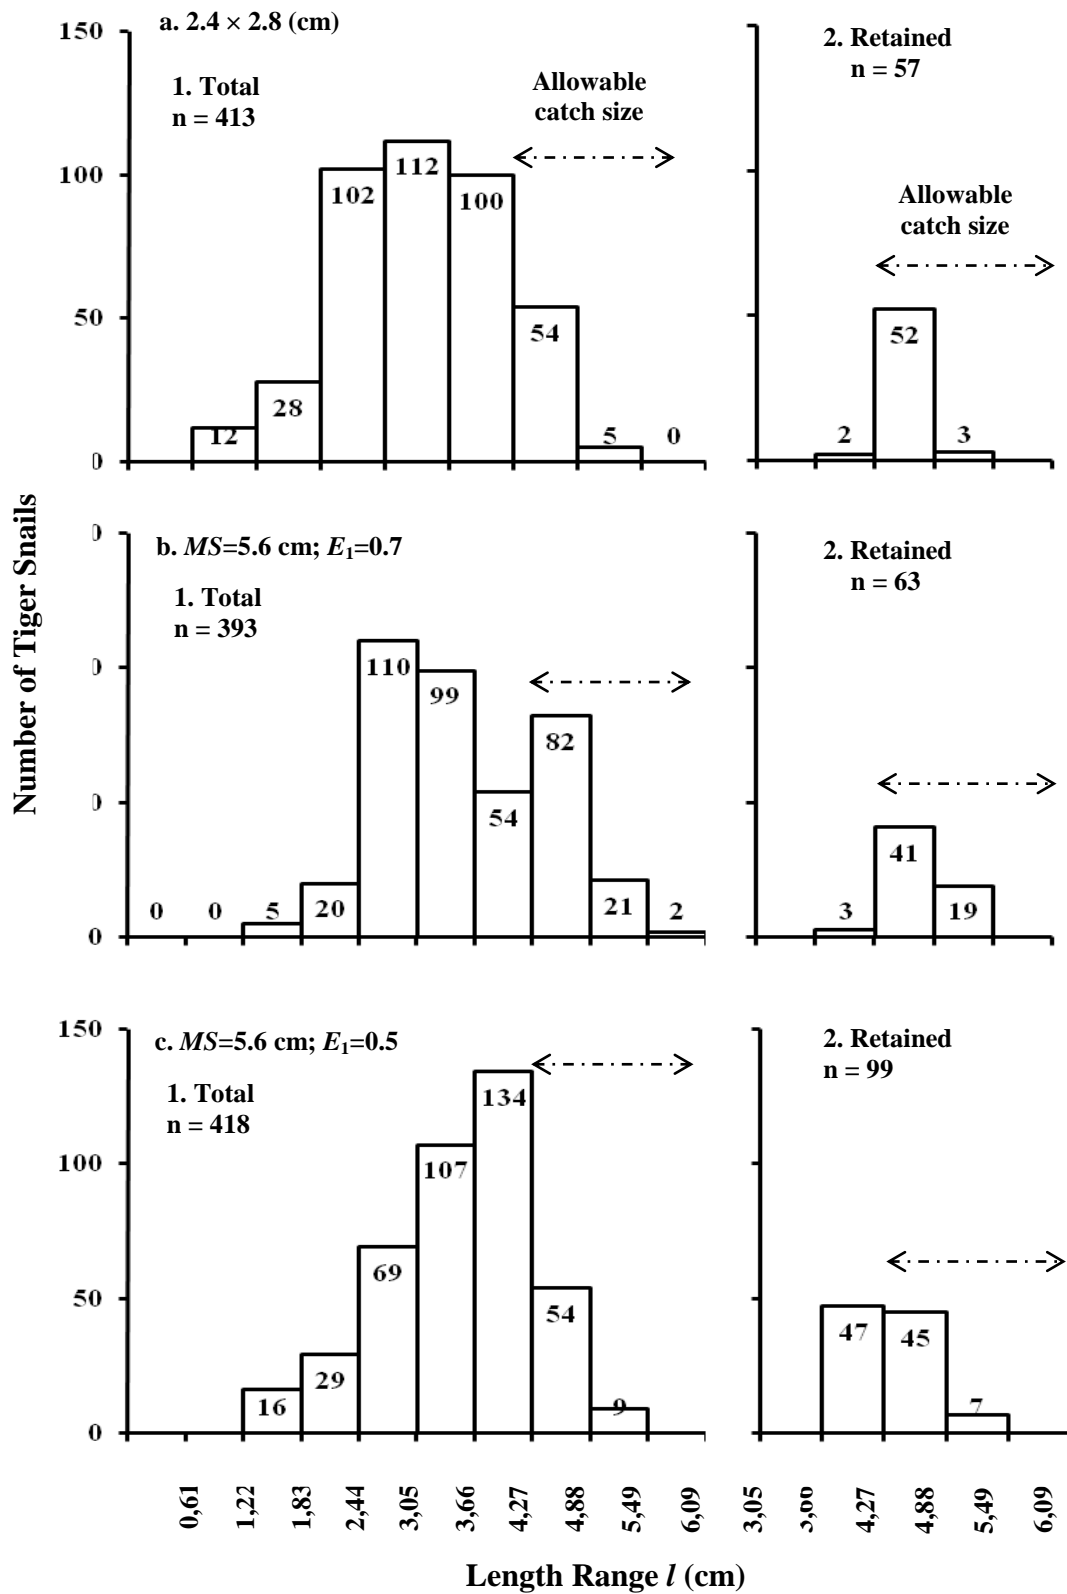 a. 2.4 × 2.8 (cm)
1. Total
n = 413
Allowable
catch size
150
100
50
0
12
28
102
112
100
54
5
0
2. Retained
n = 57
Allowable
catch size
2
52
3
Number of Tiger Snails
b. MS=5.6 cm; E1=0.7
1. Total
n = 393
0
0
0
0
0
0
5
20
110
99
54
82
21
2
2. Retained
n = 63
3
41
19
c. MS=5.6 cm; E1=0.5
1. Total
n = 418
150
100
50
0
16
29
69
107
134
54
9
2. Retained
n = 99
47
45
7
0,61
1,22
1,83
2,44
3,05
3,66
4,27
4,88
5,49
6,09
3,05
4,27
4,88
5,49
6,09
Length Range l (cm)